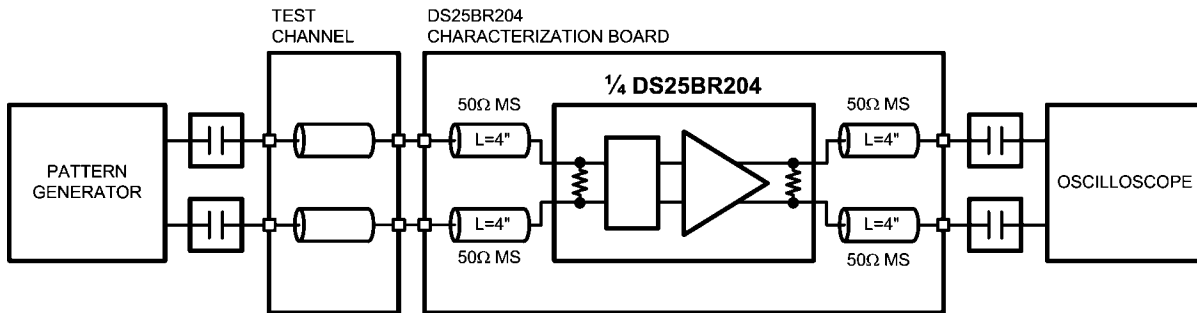 TEST
CHANNEL
DS25BR204
CHARACTERIZATION BOARD
¼ DS25BR204
50Ω MS
50Ω MS
L=4"
L=4"
PATTERN
GENERATOR
OSCILLOSCOPE
L=4"
L=4"
50Ω MS
50Ω MS